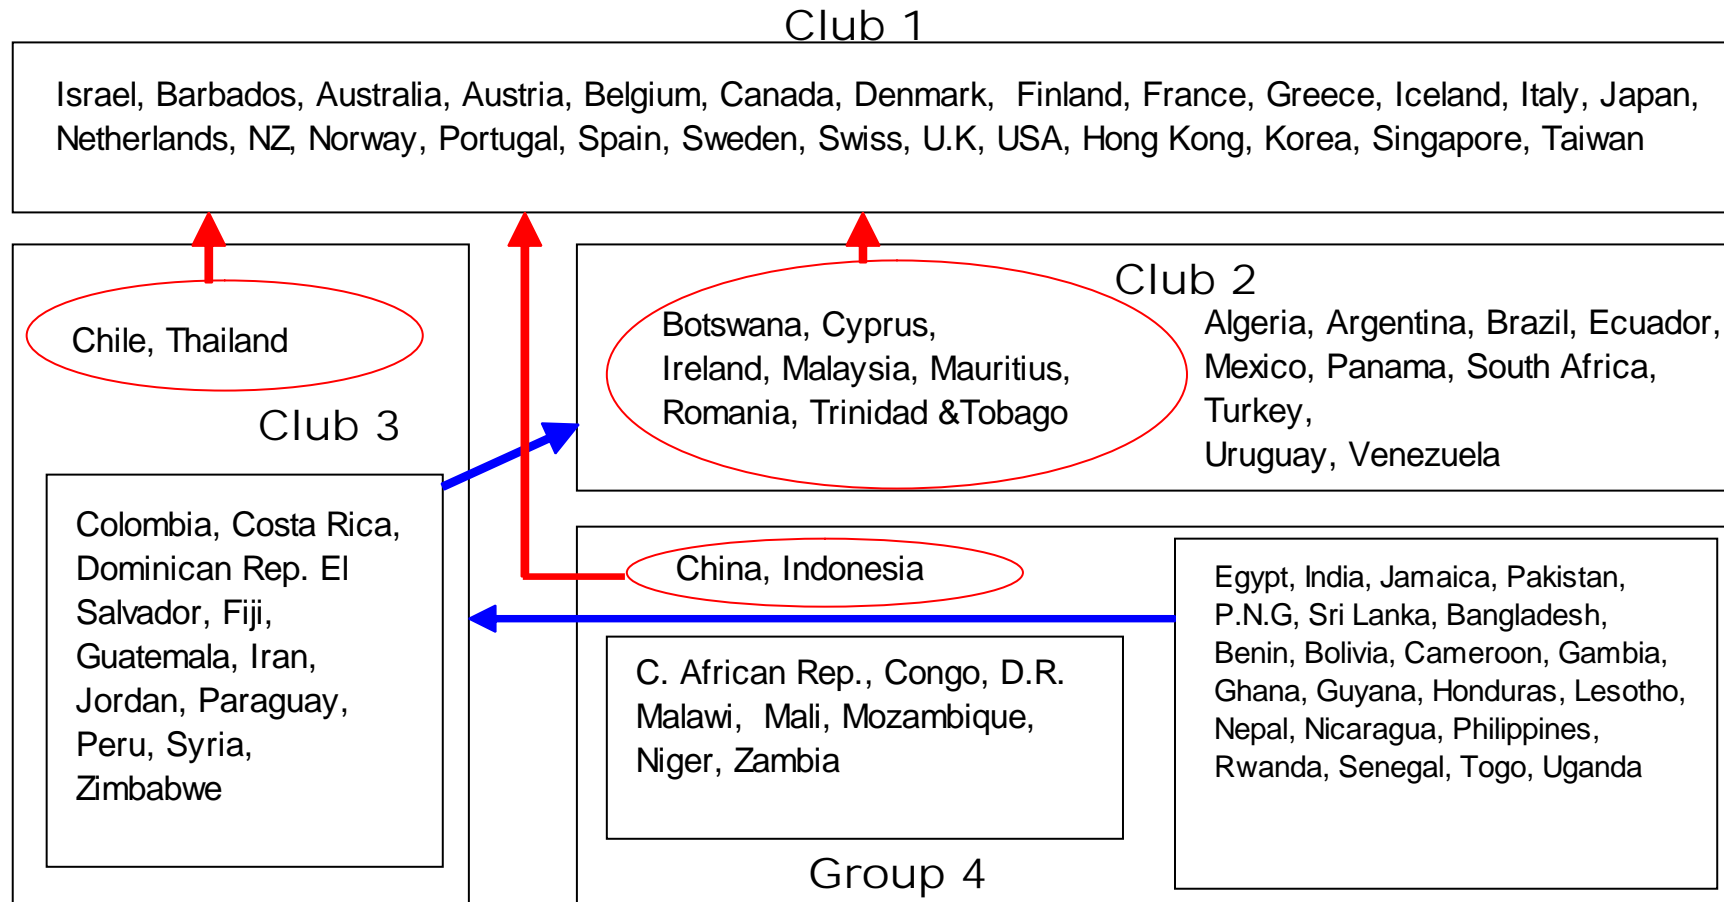 Club 1
Israel, Barbados, Australia, Austria, Belgium, Canada, Denmark, Finland, France, Greece, Iceland, Italy, Japan,
Netherlands, NZ, Norway, Portugal, Spain, Sweden, Swiss, U.K, USA, Hong Kong, Korea, Singapore, Taiwan
Chile, Thailand
Club 3
Colombia, Costa Rica,
Dominican Rep. El
Salvador, Fiji,
Guatemala, Iran,
Jordan, Paraguay,
Peru, Syria,
Zimbabwe
Club 2
Botswana, Cyprus,
Ireland, Malaysia, Mauritius,
Romania, Trinidad &Tobago
Algeria, Argentina, Brazil, Ecuador,
Mexico, Panama, South Africa,
Turkey,
Uruguay, Venezuela
China, Indonesia
C. African Rep., Congo, D.R.
Malawi, Mali, Mozambique,
Niger, Zambia
Egypt, India, Jamaica, Pakistan,
P.N.G, Sri Lanka, Bangladesh,
Benin, Bolivia, Cameroon, Gambia,
Ghana, Guyana, Honduras, Lesotho,
Nepal, Nicaragua, Philippines,
Rwanda, Senegal, Togo, Uganda
Group 4